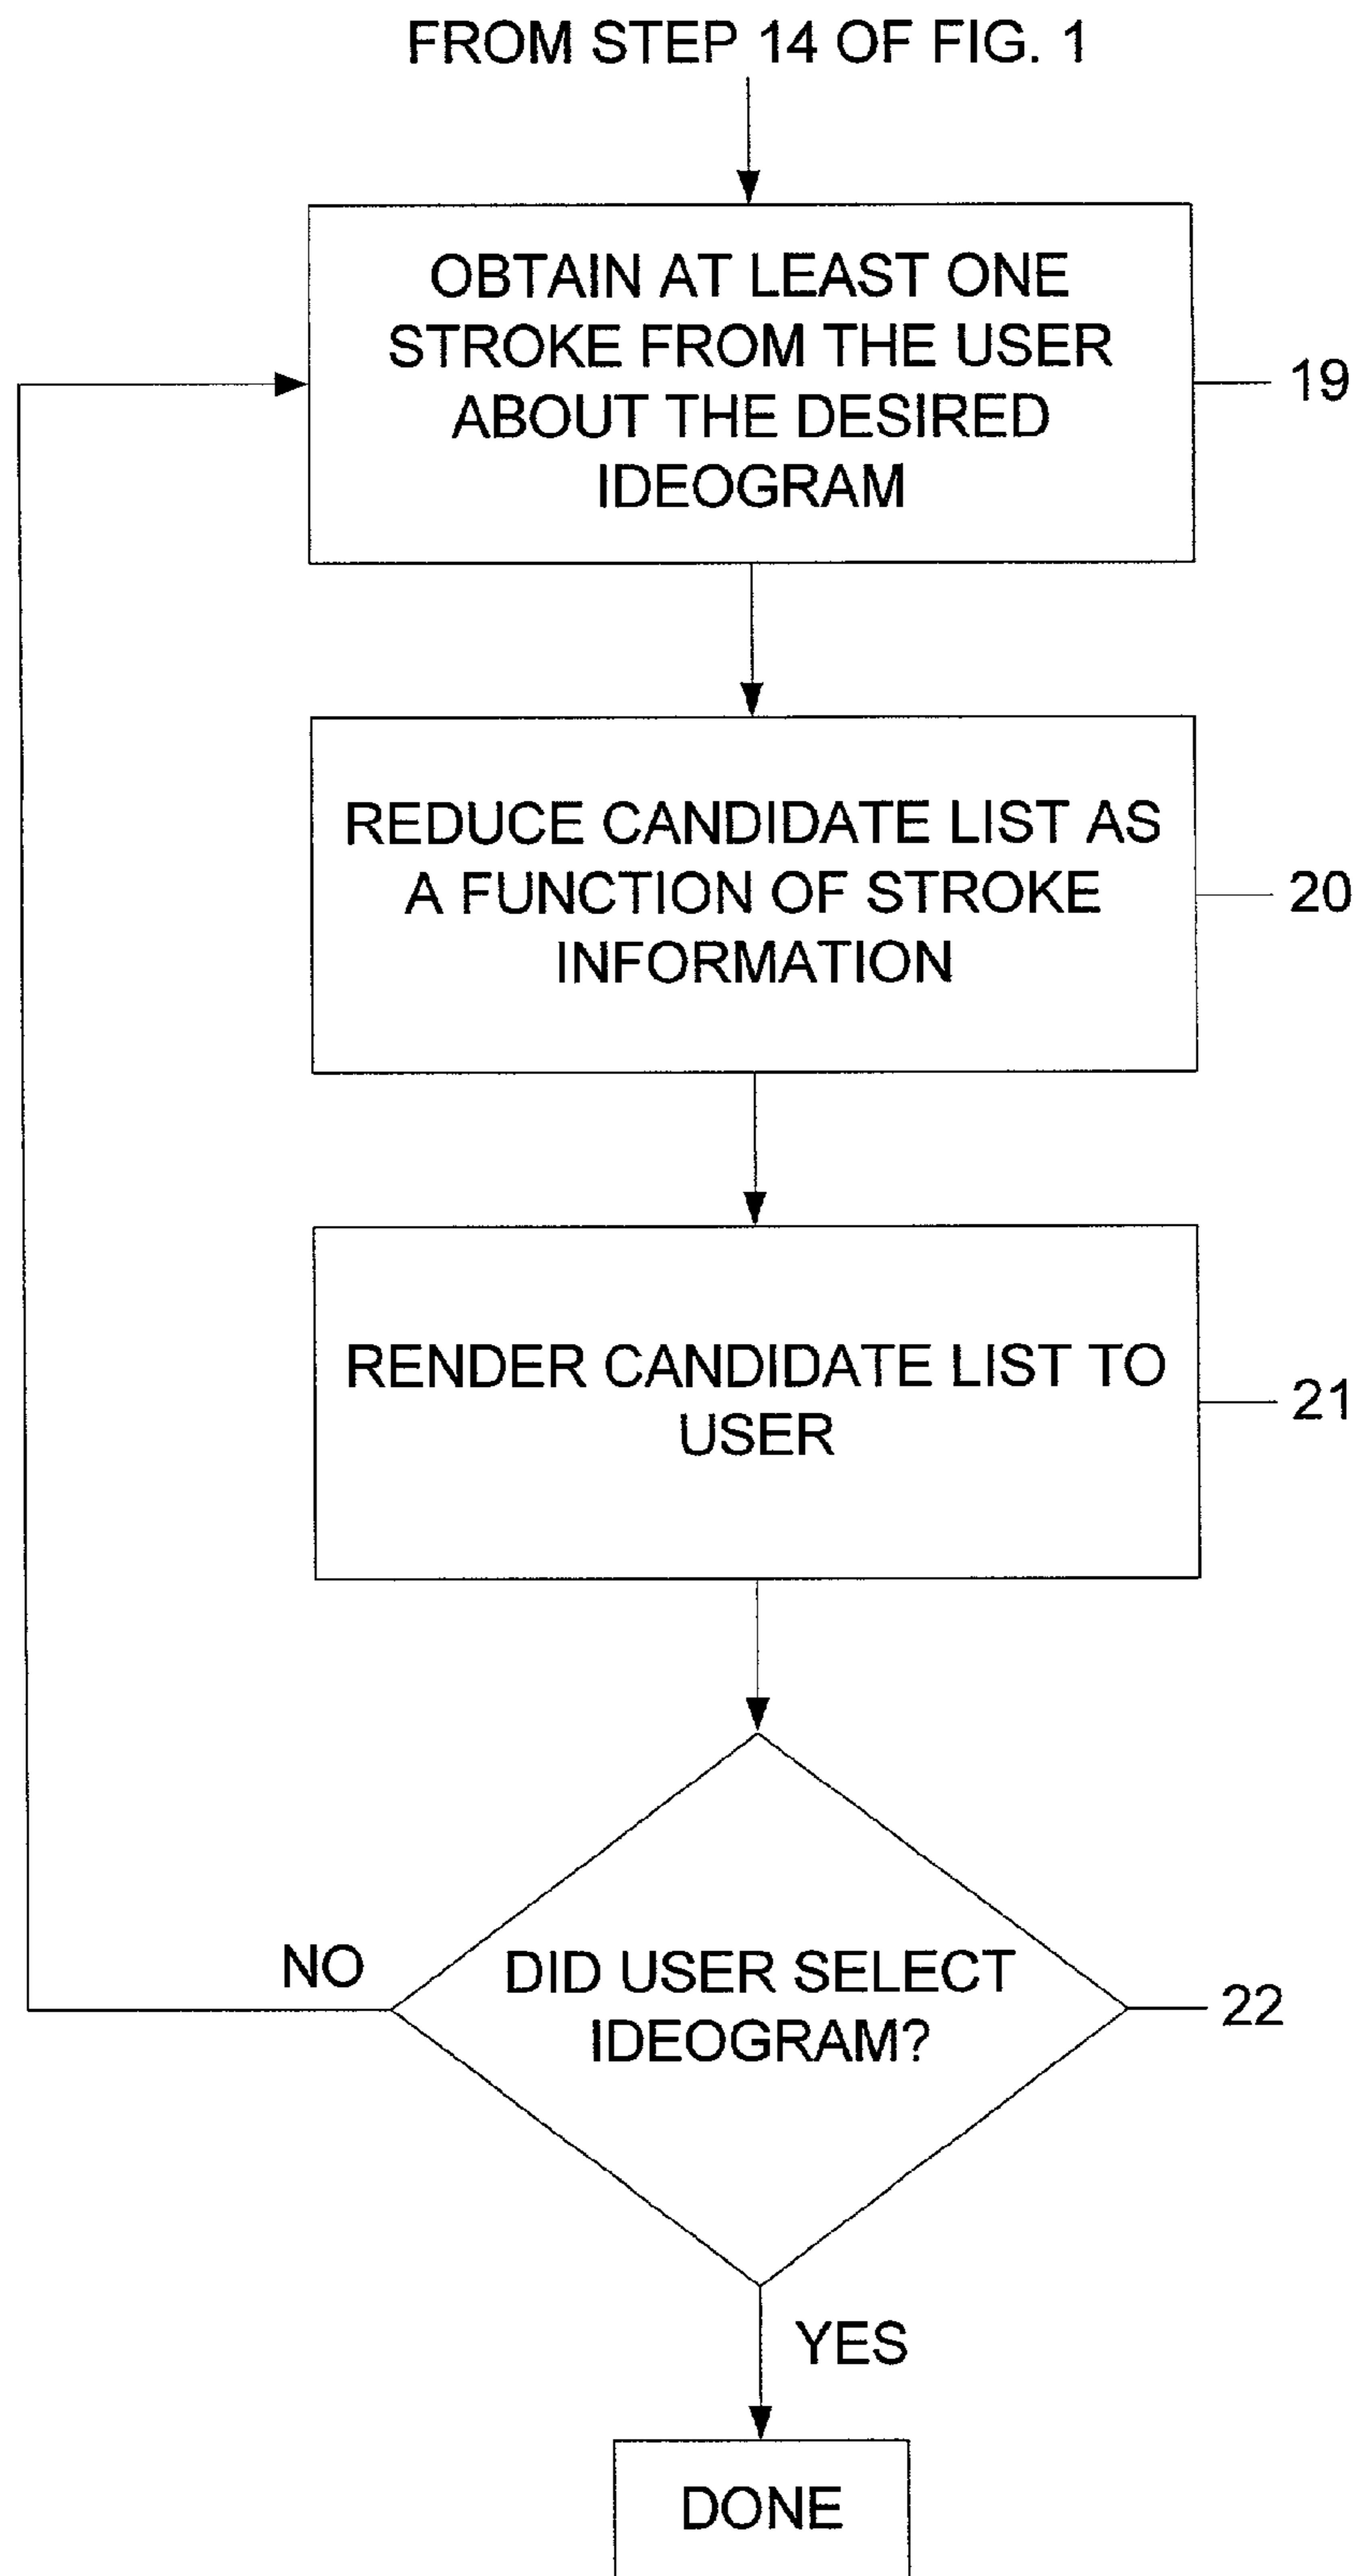 FROM STEP 14 OF FIG. 1
OBTAIN AT LEAST ONE
STROKE FROM THE USER
ABOUT THE DESIRED
IDEOGRAM
19
REDUCE CANDIDATE LIST AS
A FUNCTION OF STROKE
INFORMATION
20
RENDER CANDIDATE LIST TO
USER
21
NO
DID USER SELECT
IDEOGRAM?
22
YES
DONE